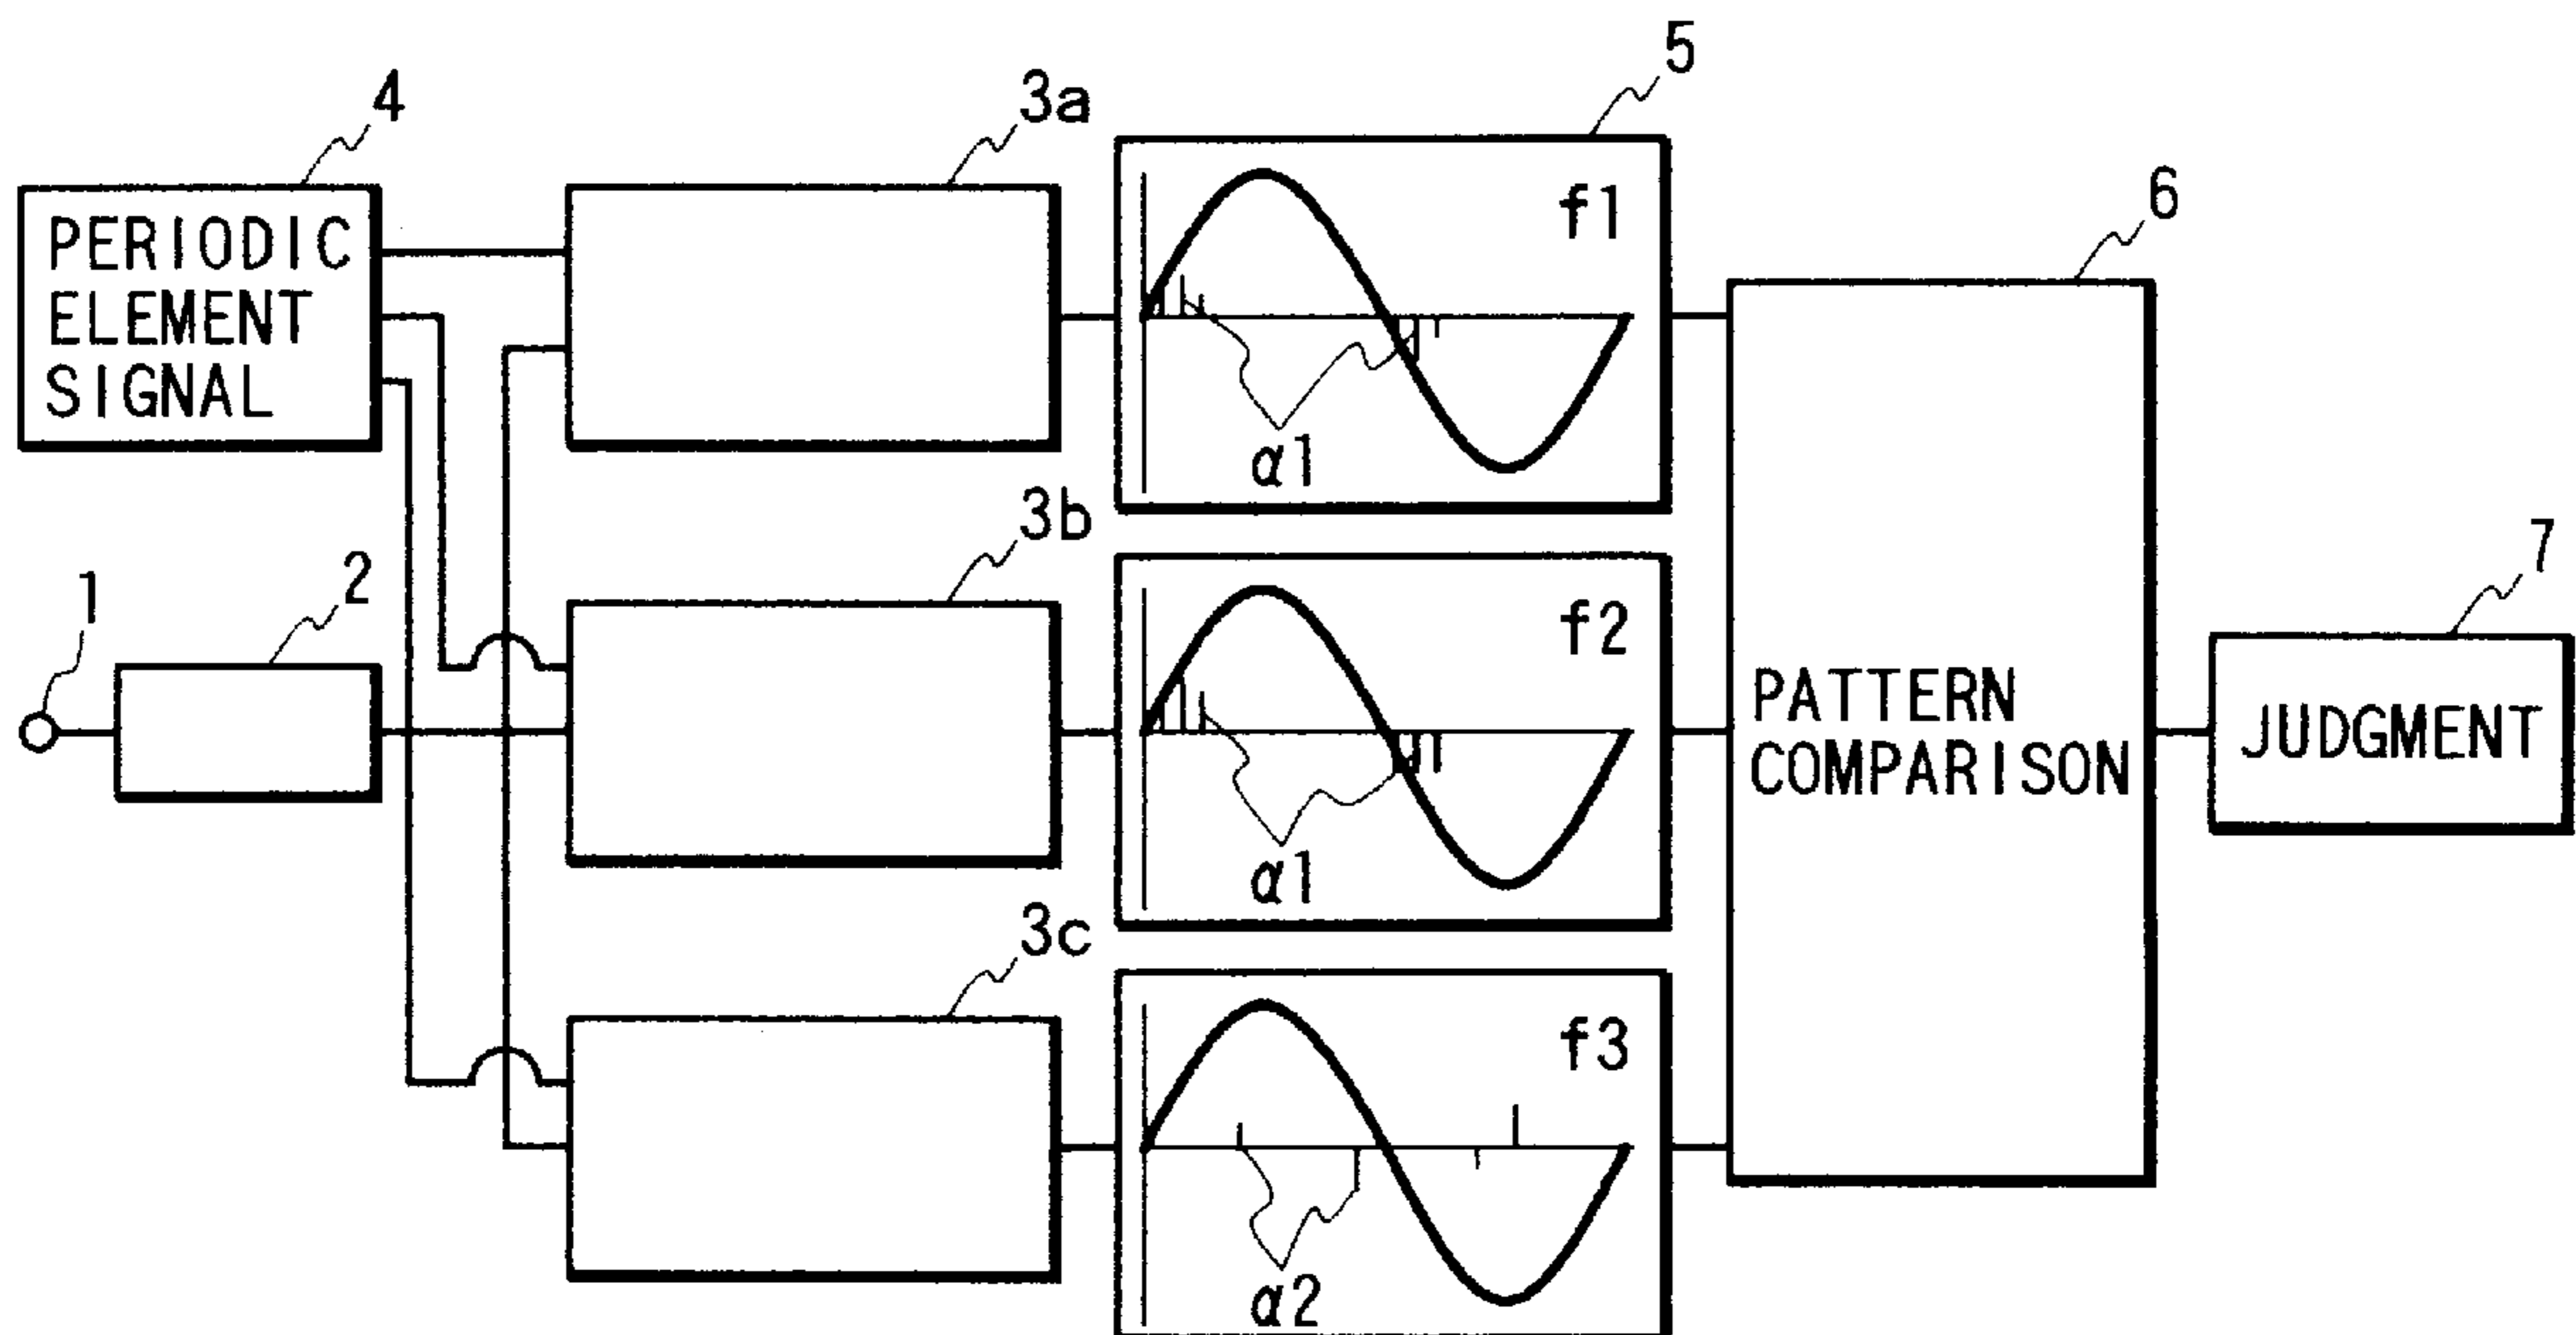 4
PERIODIC
ELEMENT
SIGNAL
1
2
3a
3b
3c
5
f1
α1
f2
α1
f3
α2
6
PATTERN
COMPARISON
7
JUDGMENT